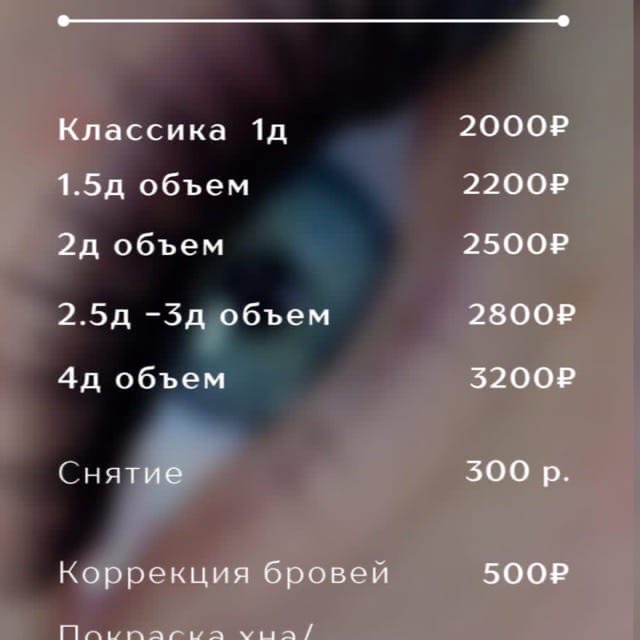 Классика 1д 2000₽
1.5д объем 2200₽
2д объем 2500₽
2.5д -3д объем 2800₽
4д объем 3200₽
Снятие 300 р.
Коррекция бровей 500₽
Покраска хна/